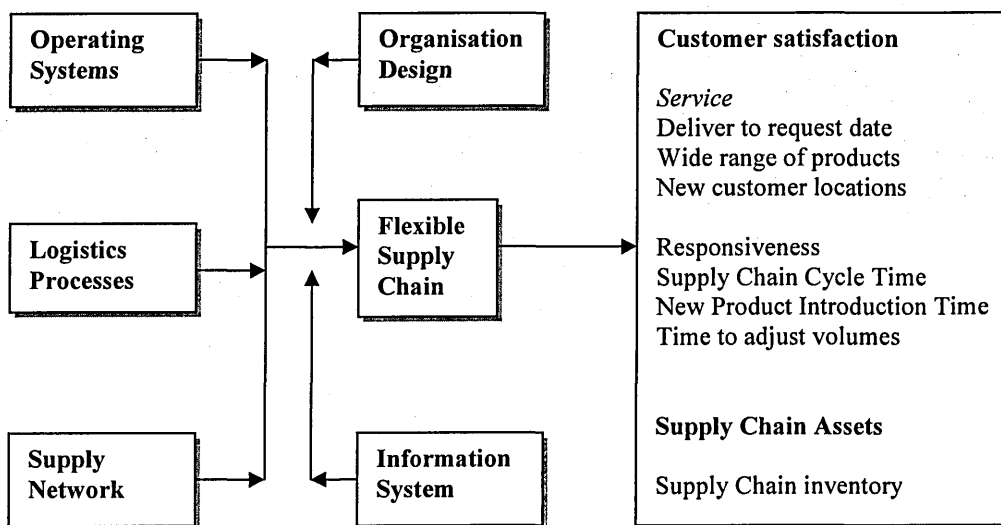 Operating
Systems
Organisation
Design
Logistics
Processes
Flexible
Supply
Chain
Supply
Network
Information
System
Customer satisfaction
Service
Deliver to request date
Wide range of products
New customer locations
Responsiveness
Supply Chain Cycle Time
New Product Introduction Time
Time to adjust volumes
Supply Chain Assets
Supply Chain inventory